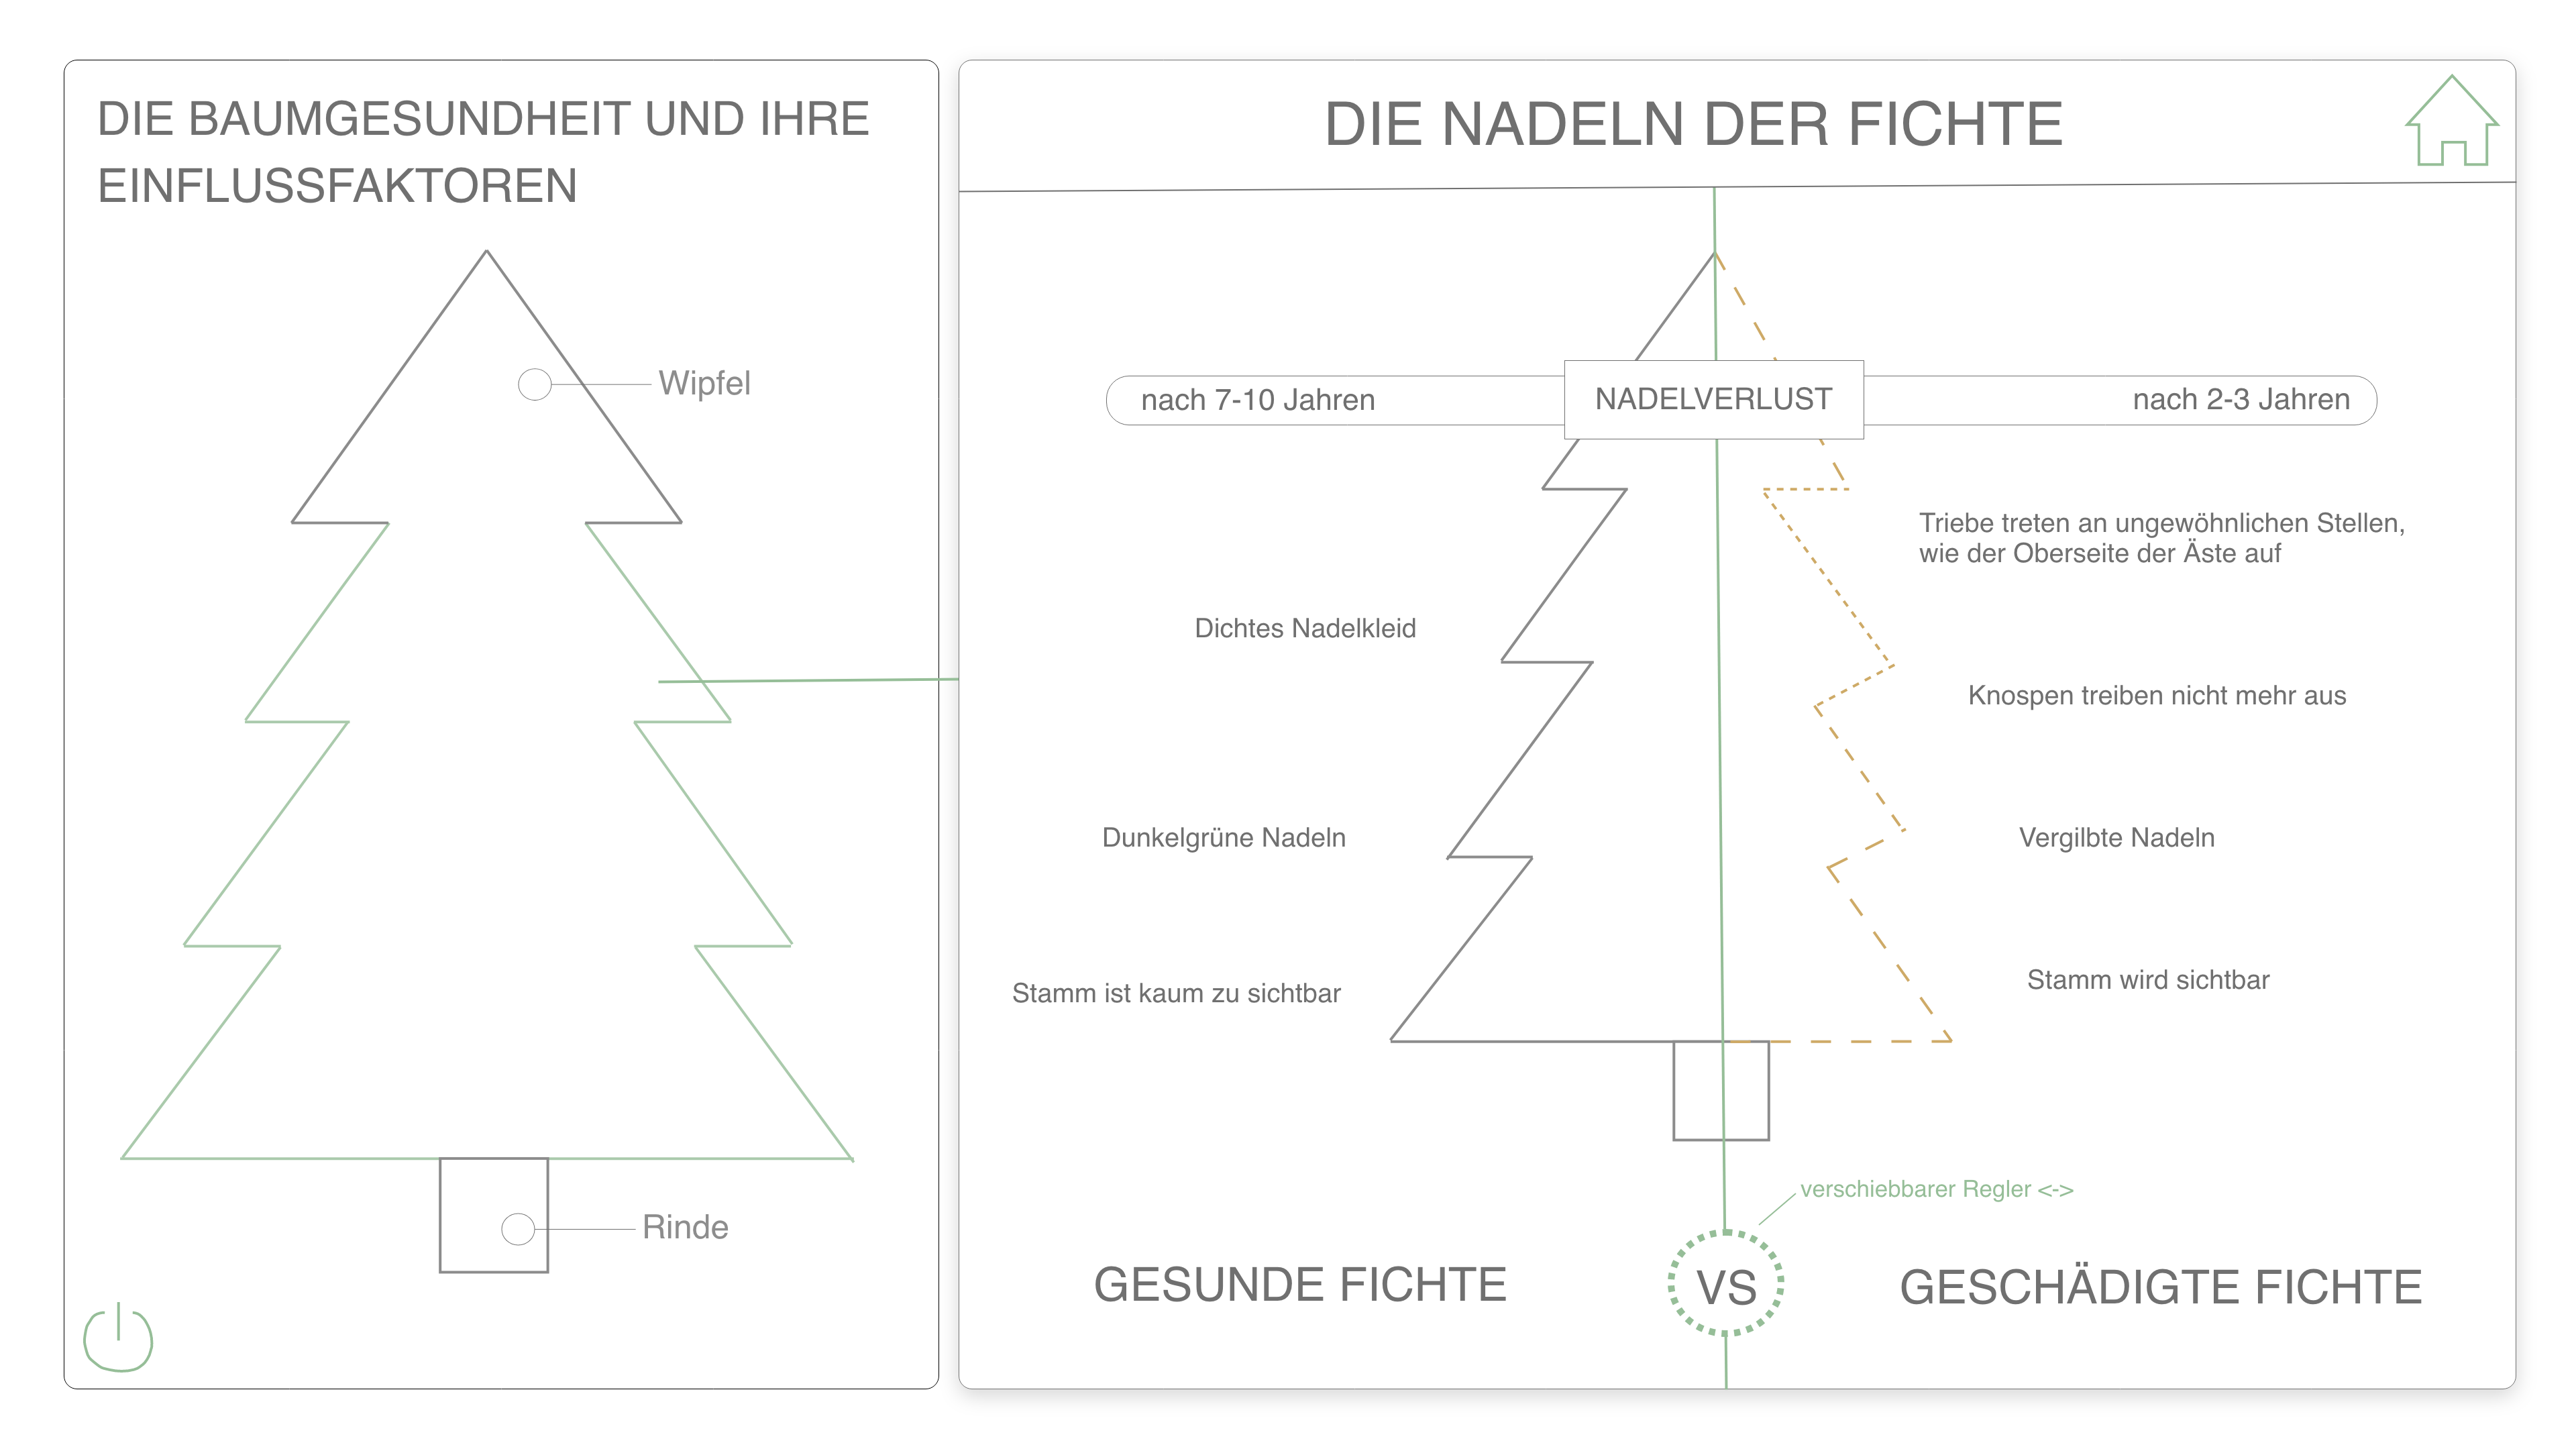 DIE BAUMGESUNDHEIT UND IHRE
EINFLUSSFAKTOREN
Wipfel
Rinde
DIE NADELN DER FICHTE
nach 7-10 Jahren
NADELVERLUST
nach 2-3 Jahren
Triebe treten an ungewöhnlichen Stellen,
wie der Oberseite der Äste auf
Dichtes Nadelkleid
Knospen treiben nicht mehr aus
Dunkelgrüne Nadeln
Vergilbte Nadeln
Stamm ist kaum zu sichtbar
Stamm wird sichtbar
verschiebbarer Regler <->
GESUNDE FICHTE
VS
GESCHÄDIGTE FICHTE